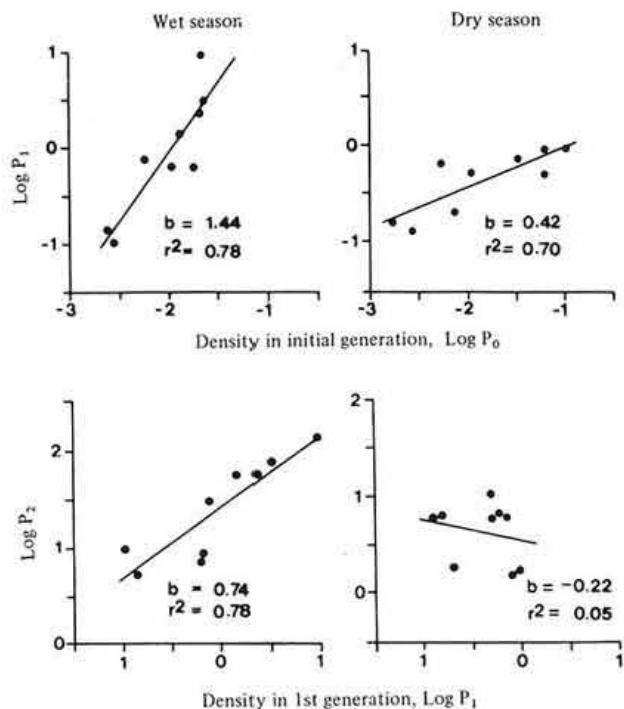 Wet season
Dry season
Log P₁
1
0
-1
b = 1.44
r² = 0.78
-3
-2
-1
1
0
-1
b = 0.42
r² = 0.70
-3
-2
-1
Density in initial generation, Log P₀
Log P₂
2
1
0
b = 0.74
r² = 0.78
1
0
1
2
1
0
b = -0.22
r² = 0.05
1
0
Density in 1st generation, Log P₁